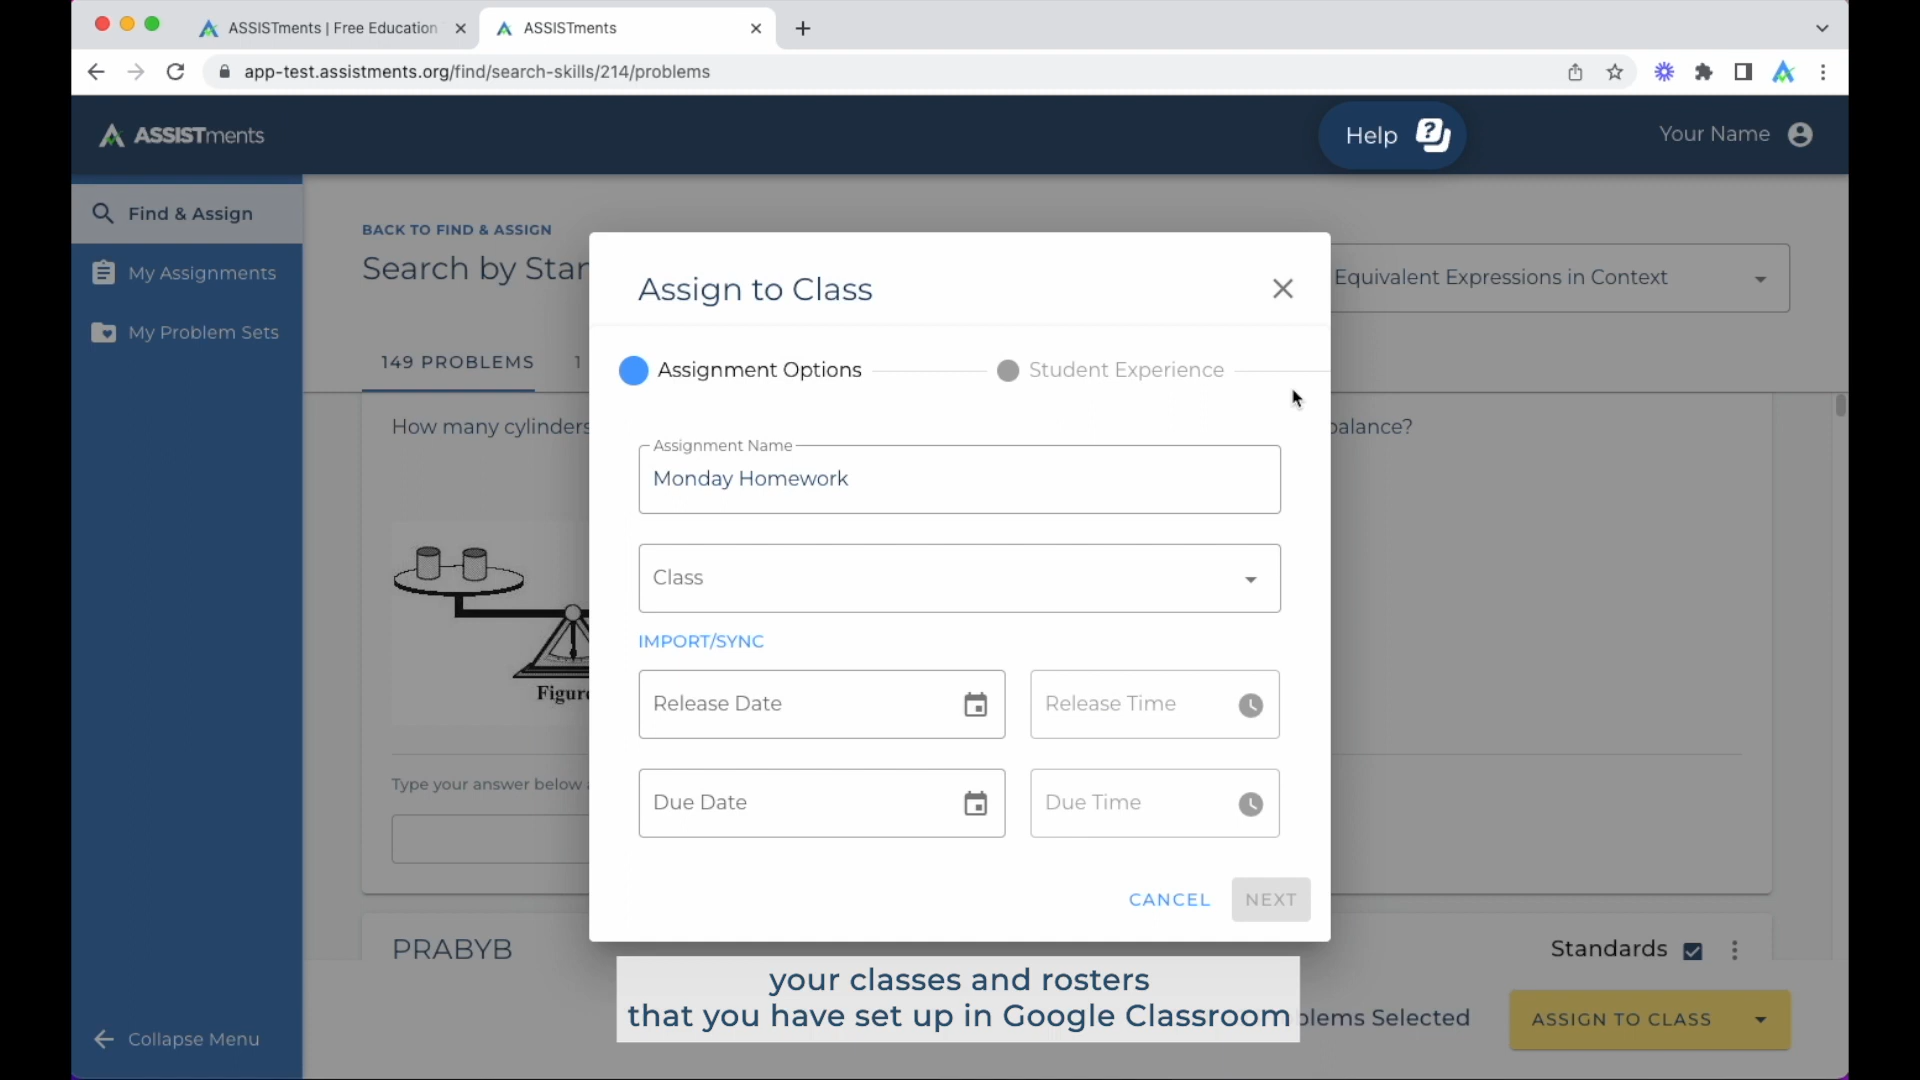 ASSISTments | Free Education
ASSISTments
app-test.assistments.org/find/search-skills/214/problems
ASSISTments
Help
Your Name
Find & Assign
My Assignments
My Problem Sets
Collapse Menu
BACK TO FIND & ASSIGN
Search by Stan
Equivalent Expressions in Context
149 PROBLEMS
1
How many cylinders
balance?
Figure
Type your answer below
PRABYB
Standards
Assign to Class
Assignment Options
Student Experience
Assignment Name
Monday Homework
Class
IMPORT/SYNC
Release Date
Release Time
Due Date
Due Time
CANCEL
NEXT
your classes and rosters
that you have set up in Google Classroom
blems Selected
ASSIGN TO CLASS